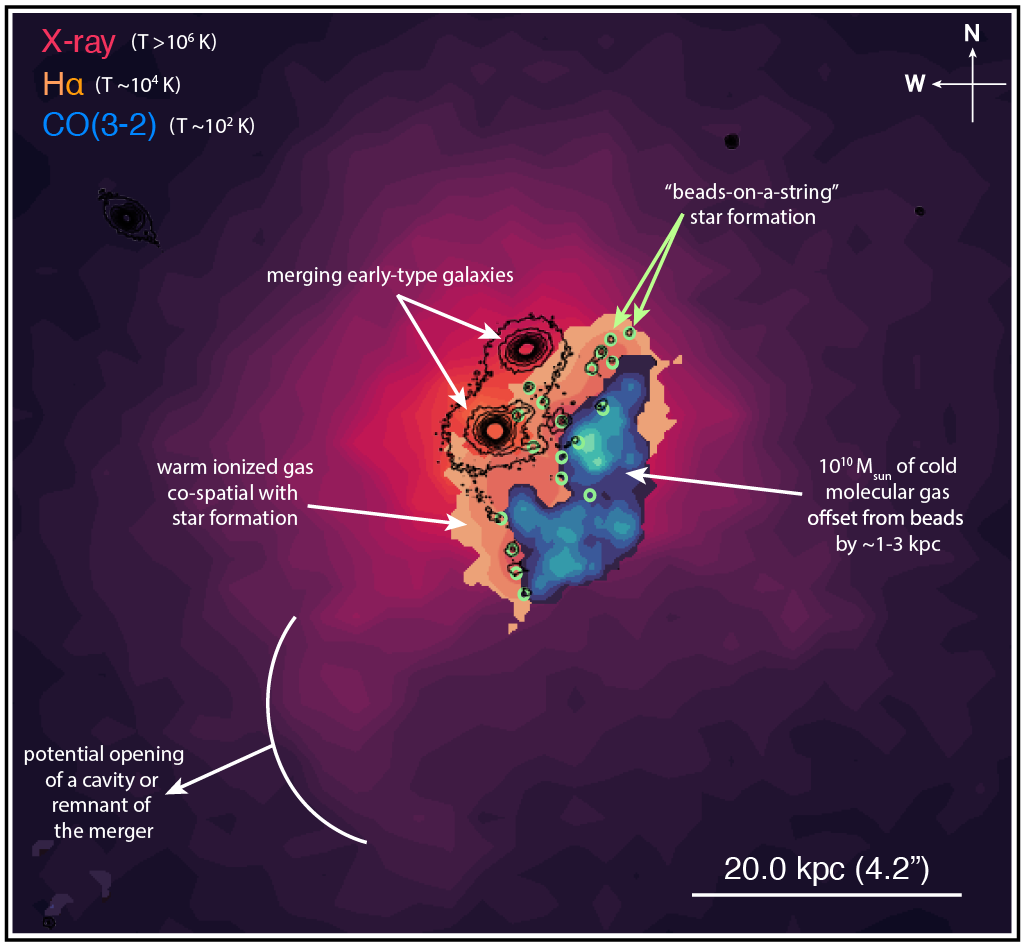 X-ray (T >10⁶ K)
Hα (T ~10⁴ K)
CO(3-2) (T ~10² K)
N
W
“beads-on-a-string”
star formation
merging early-type galaxies
warm ionized gas
co-spatial with
star formation
10¹⁰ Msun of cold
molecular gas
offset from beads
by ~1-3 kpc
potential opening
of a cavity or
remnant of
the merger
20.0 kpc (4.2”)